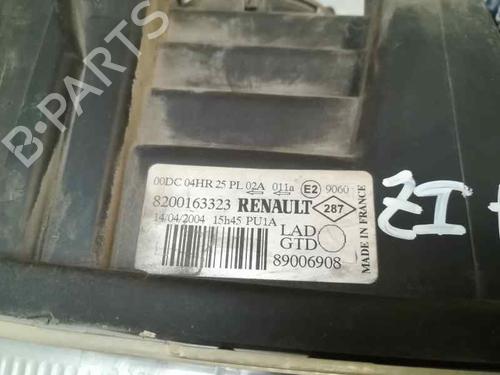 B-PARTS
00DC 04HR 25 PL 02A 011a E2 9060
8200163323 RENAULT 287
14/04/2004 15h45 PU1A
LAD
GTD
89006908
MADE IN FRANCE